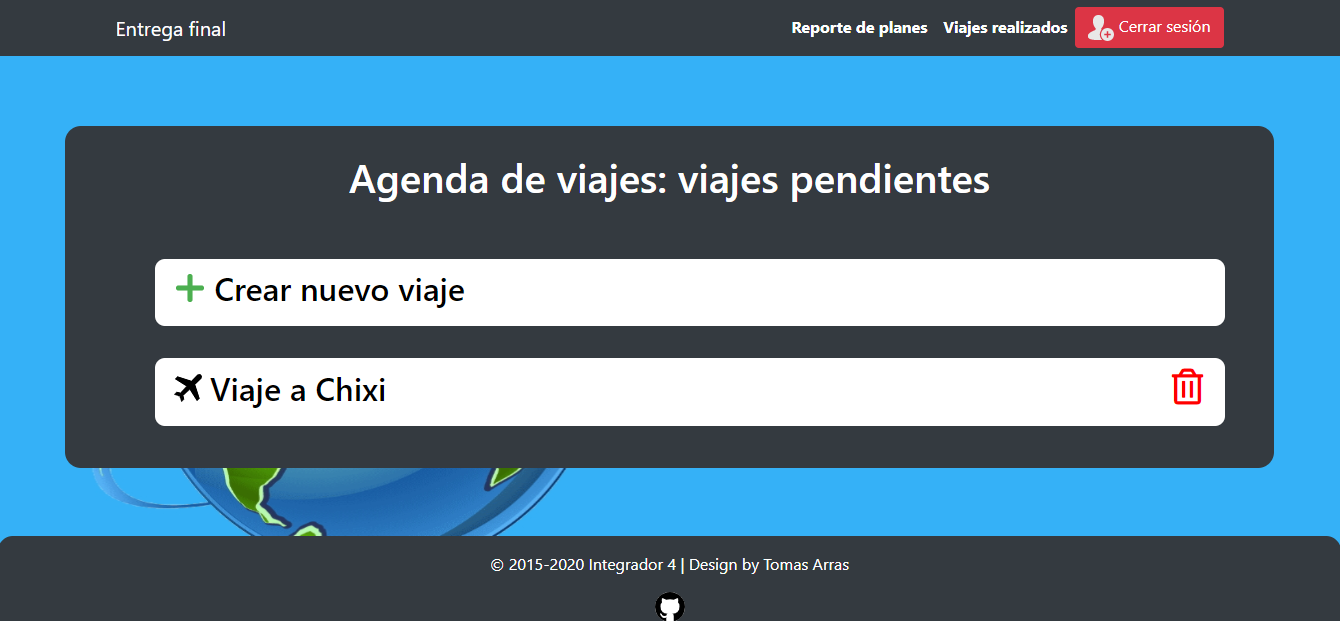 Entrega final
Reporte de planes
Viajes realizados
Cerrar sesión
Agenda de viajes: viajes pendientes
Crear nuevo viaje
Viaje a Chixi
© 2015-2020 Integrador 4 | Design by Tomas Arras